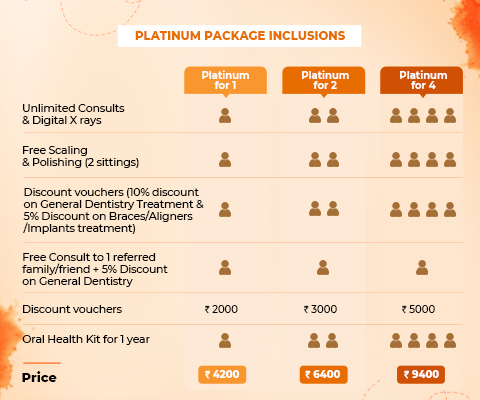 PLATINUM PACKAGE INCLUSIONS
Platinum for 1
Platinum for 2
Platinum for 4
Unlimited Consults
& Digital X rays
Free Scaling
& Polishing (2 sittings)
Discount vouchers (10% discount
on General Dentistry Treatment &
5% Discount on Braces/Aligners
/Implants treatment)
Free Consult to 1 referred
family/friend + 5% Discount
on General Dentistry
Discount vouchers ₹ 2000 ₹ 3000 ₹ 5000
Oral Health Kit for 1 year
Price ₹ 4200 ₹ 6400 ₹ 9400